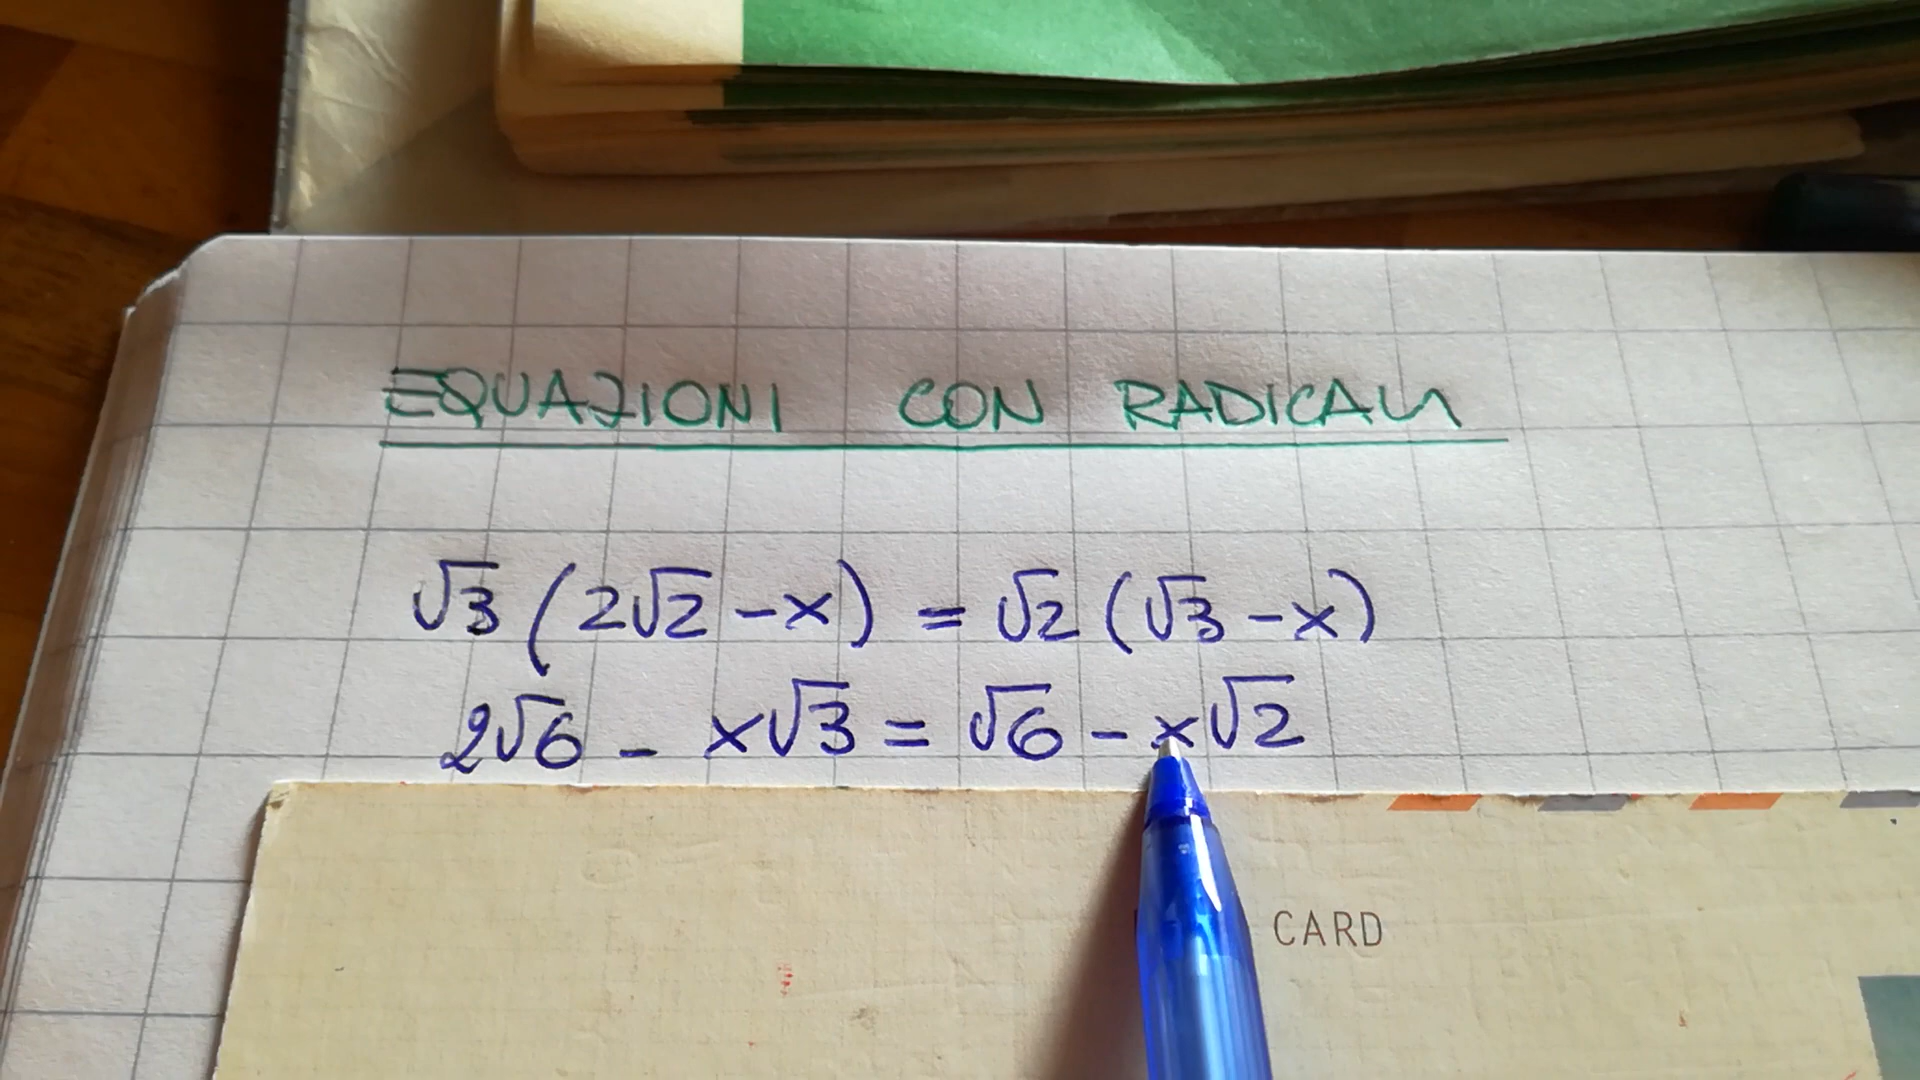 EQUAZIONI CON RADICALI
√3 (2√2 - x) = √2 (√3 - x)
2√6 - x√3 = √6 - x√2
CARD